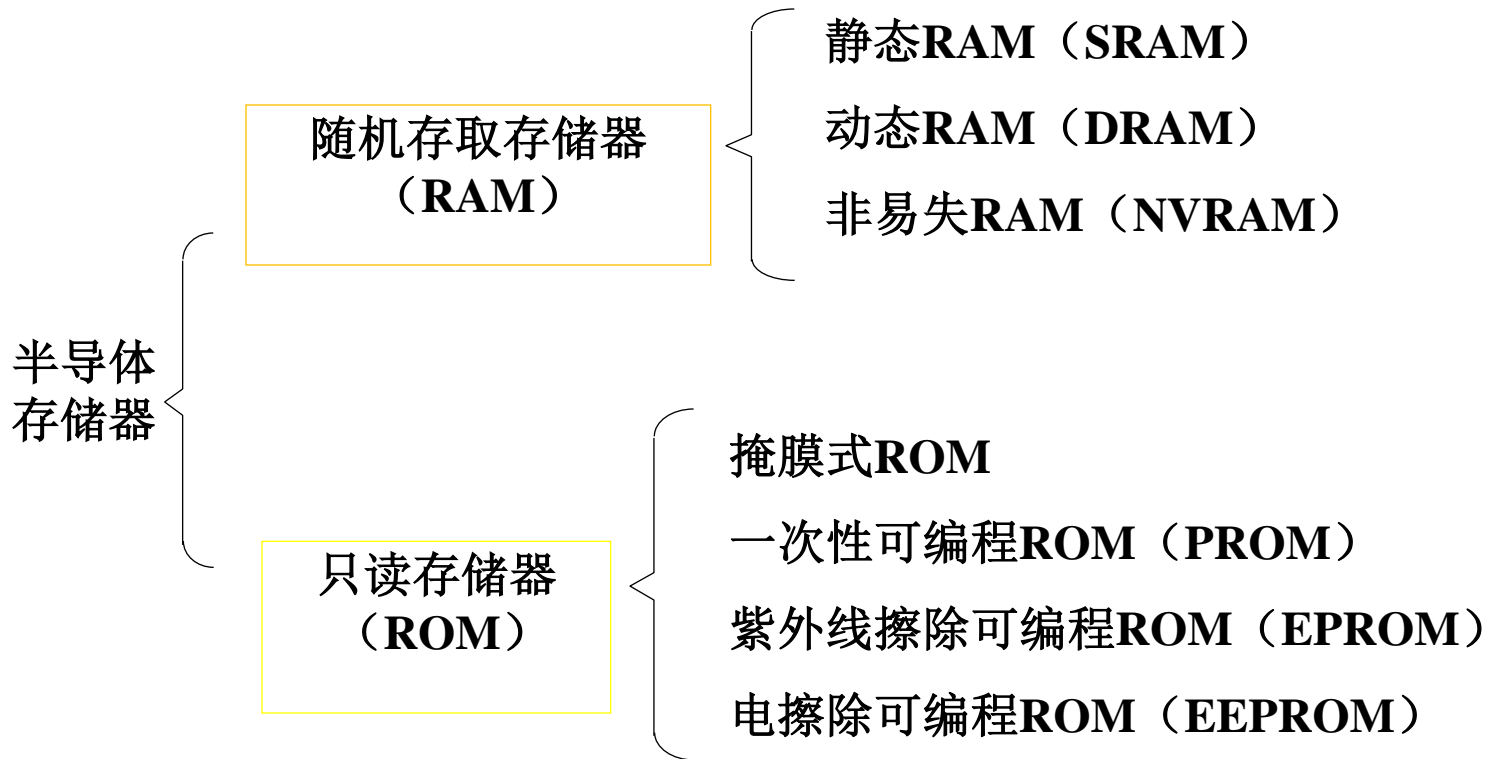 静态RAM（SRAM）
随机存取存储器
（RAM）
动态RAM（DRAM）
非易失RAM（NVRAM）
半导体
存储器
掩膜式ROM
一次性可编程ROM（PROM）
只读存储器
（ROM）
紫外线擦除可编程ROM（EPROM）
电擦除可编程ROM（EEPROM）